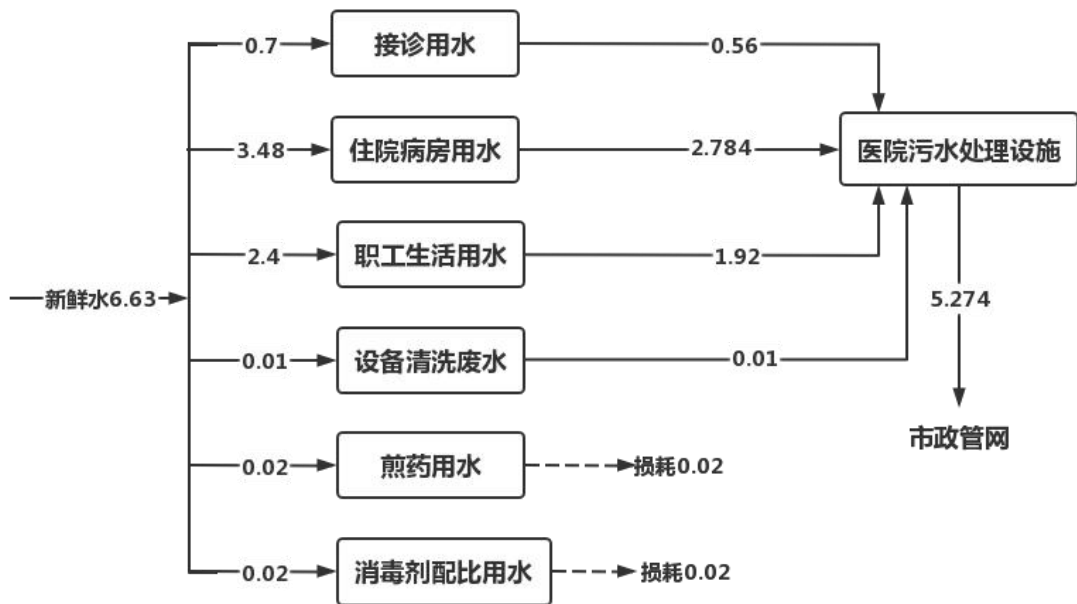 0.7
接诊用水
0.56
3.48
住院病房用水
2.784
医院污水处理设施
2.4
职工生活用水
1.92
新鲜水6.63
5.274
0.01
设备清洗废水
0.01
市政管网
0.02
煎药用水
损耗0.02
0.02
消毒剂配比用水
损耗0.02